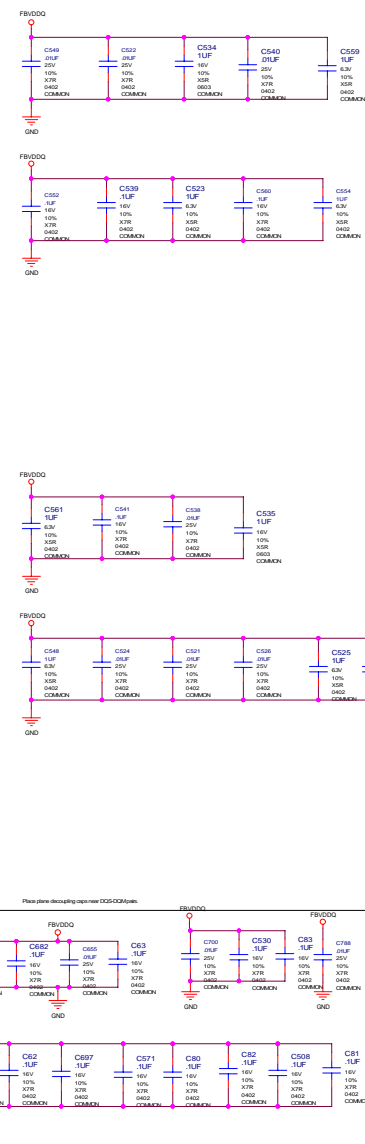 FBVDDQ
C549
.01UF
25V
10%
X7R
0402
COMMON
C522
.01UF
25V
10%
X7R
0402
COMMON
C534
1UF
16V
10%
X5R
0603
COMMON
C540
.01UF
25V
10%
X7R
0402
COMMON
C559
1UF
6.3V
10%
X5R
0402
COMMON
GND
FBVDDQ
C552
.1UF
16V
10%
X7R
0402
COMMON
C539
.1UF
16V
10%
X7R
0402
COMMON
C523
1UF
6.3V
10%
X5R
0402
COMMON
C560
.1UF
16V
10%
X7R
0402
COMMON
C554
1UF
6.3V
10%
X5R
0402
COMMON
GND
FBVDDQ
C561
1UF
6.3V
10%
X5R
0402
COMMON
C541
.1UF
16V
10%
X7R
0402
COMMON
C538
.01UF
25V
10%
X7R
0402
COMMON
C535
1UF
16V
10%
X5R
0603
COMMON
GND
FBVDDQ
C548
1UF
6.3V
10%
X5R
0402
COMMON
C524
.01UF
25V
10%
X7R
0402
COMMON
C521
.01UF
25V
10%
X7R
0402
COMMON
C526
.01UF
25V
10%
X7R
0402
COMMON
C525
1UF
6.3V
10%
X5R
0402
COMMON
GND
Place plane decoupling caps near DQS-DQM pairs.
FBVDDQ
C682
.1UF
16V
10%
X7R
0402
COMMON
C655
.01UF
25V
10%
X7R
0402
COMMON
C63
.1UF
16V
10%
X7R
0402
COMMON
GND
FBVDDQ
C700
.01UF
25V
10%
X7R
0402
COMMON
C530
.1UF
16V
10%
X7R
0402
COMMON
C83
.1UF
16V
10%
X7R
0402
COMMON
GND
FBVDDQ
C788
.01UF
25V
10%
X7R
0402
COMMON
GND
C62
.1UF
16V
10%
X7R
0402
COMMON
C697
.1UF
16V
10%
X7R
0402
COMMON
C571
.1UF
16V
10%
X7R
0402
COMMON
C80
.1UF
16V
10%
X7R
0402
COMMON
C82
.1UF
16V
10%
X7R
0402
COMMON
C508
.1UF
16V
10%
X7R
0402
COMMON
C81
.1UF
16V
10%
X7R
0402